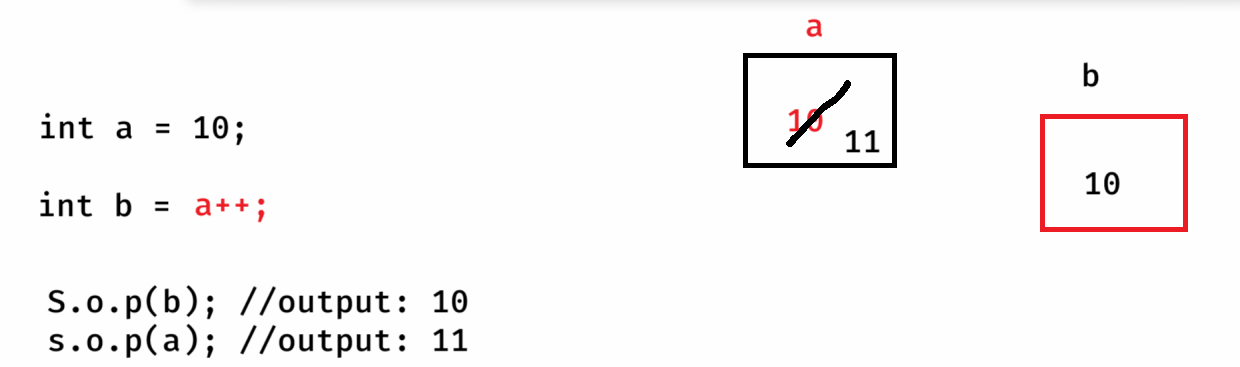 a
b
int a = 10;
10
11
int b = a++;
10
S.o.p(b); //output: 10
s.o.p(a); //output: 11